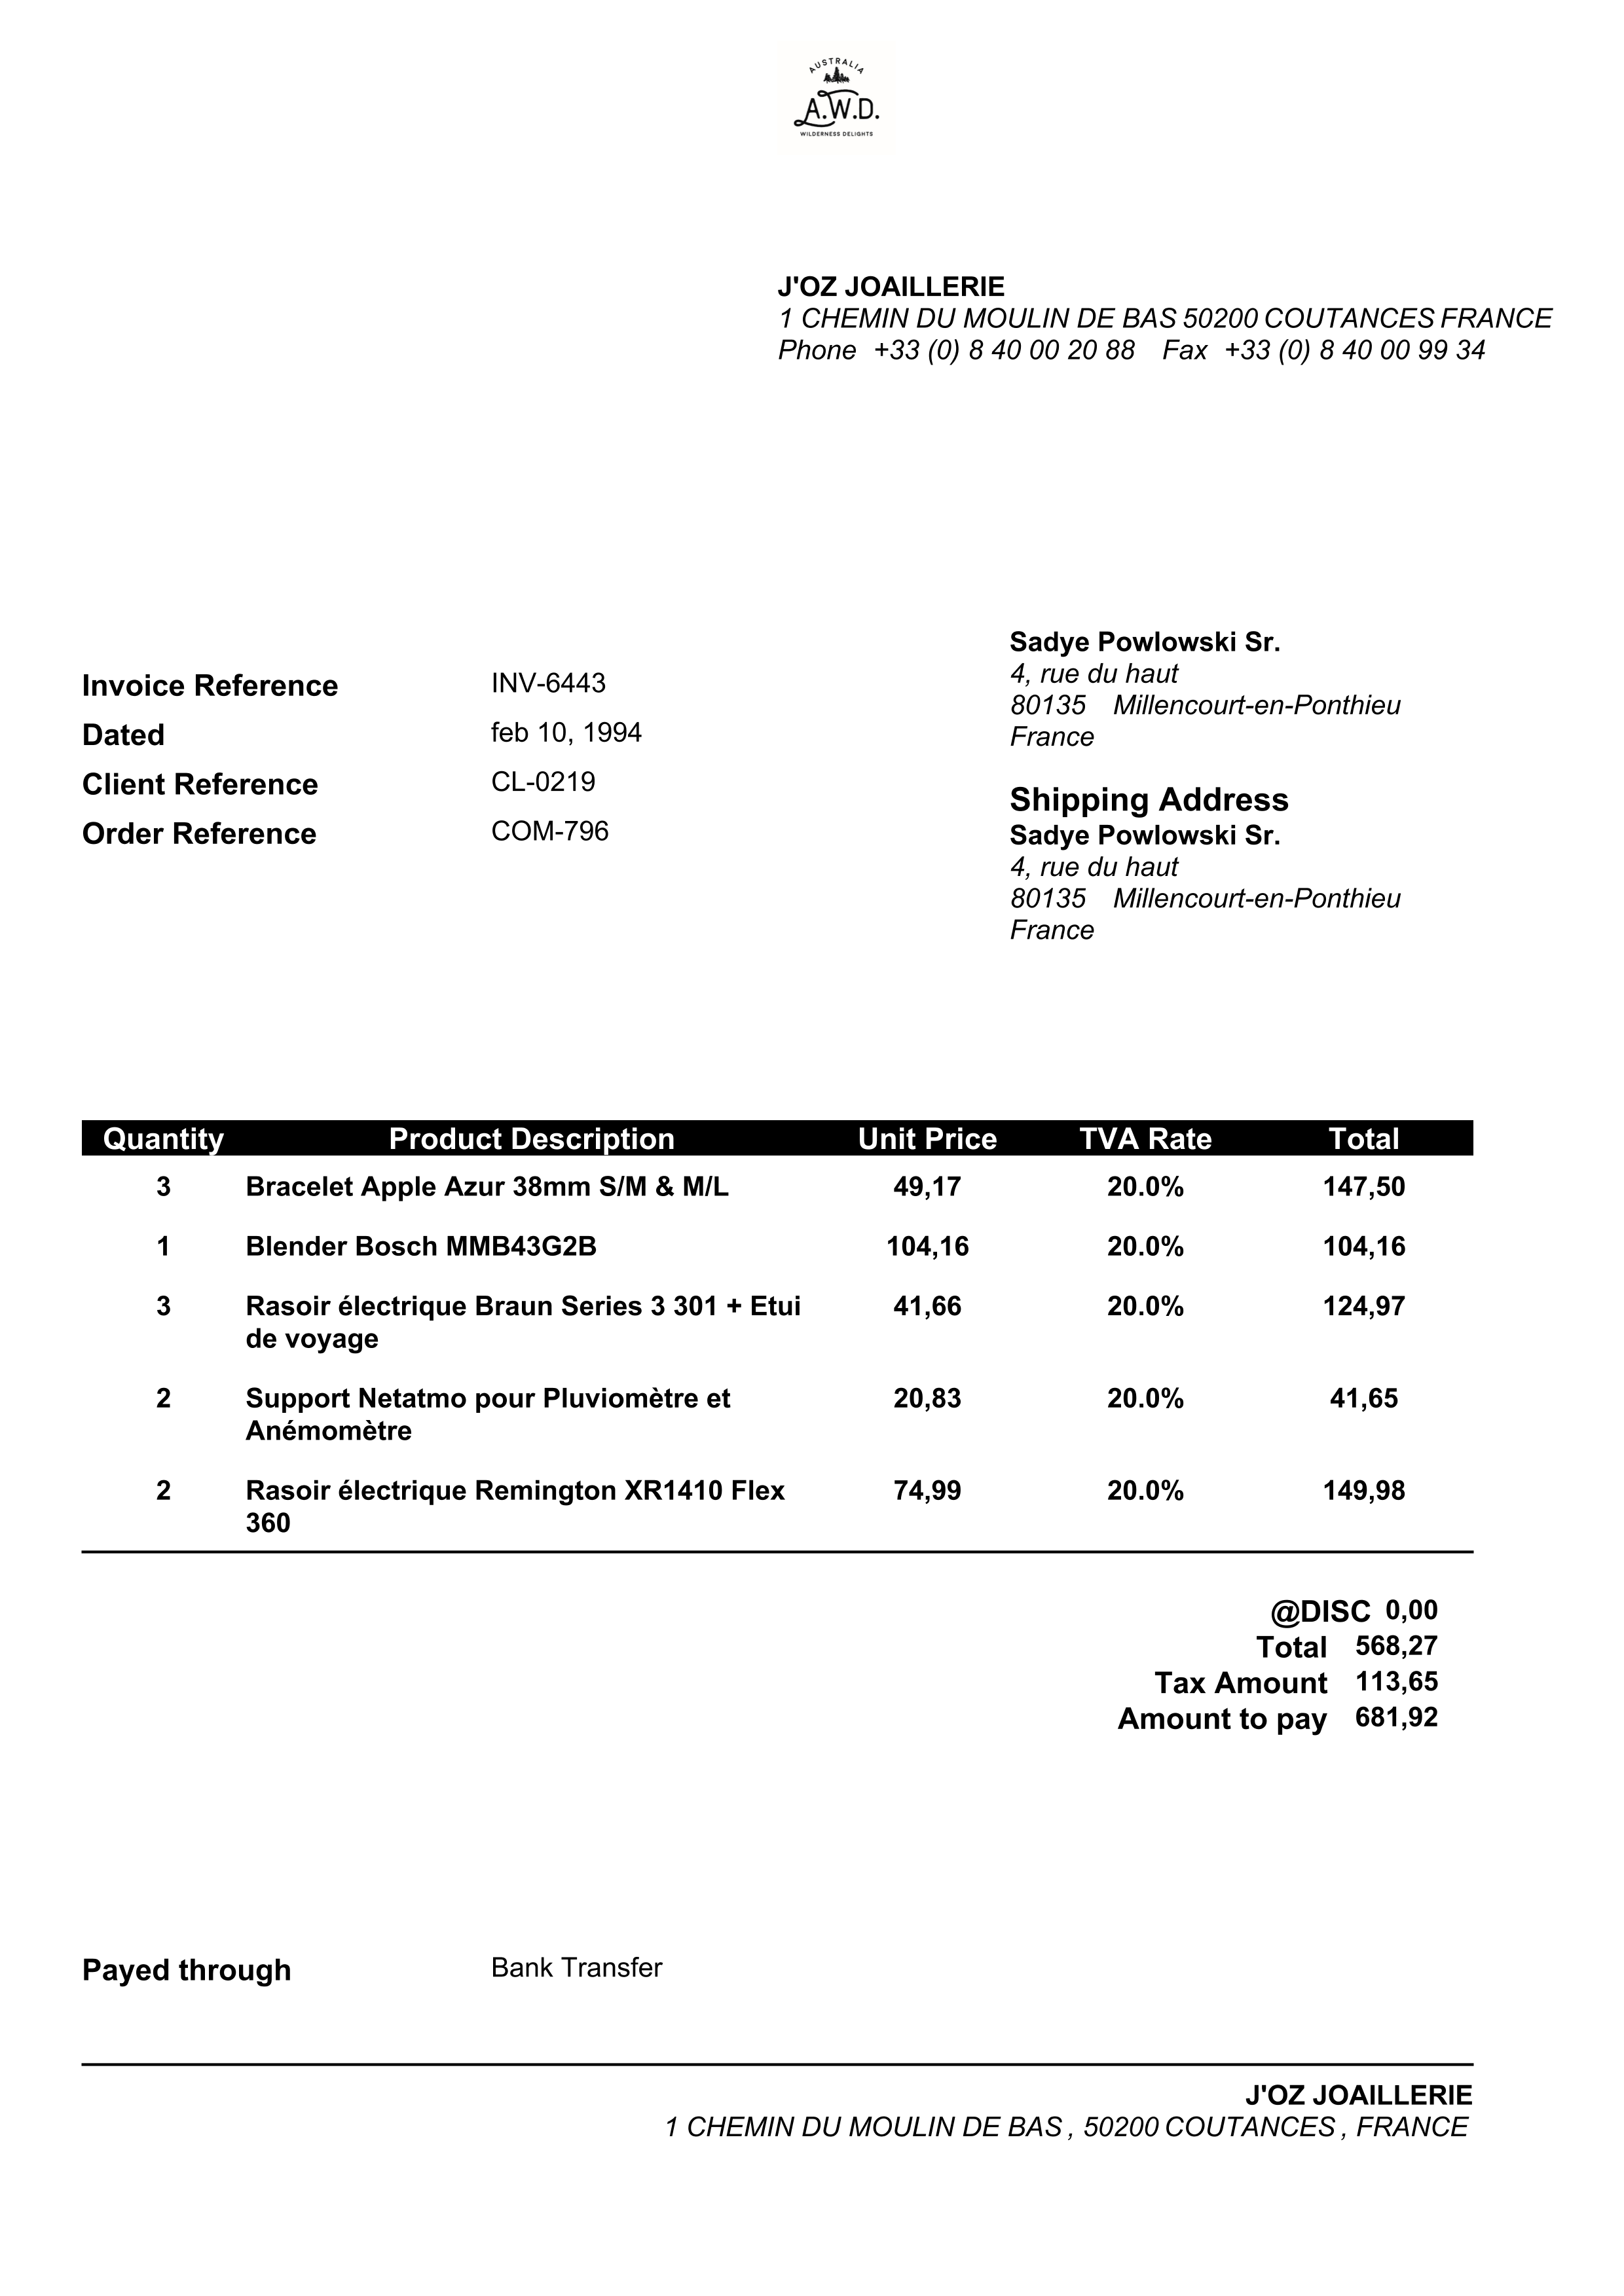 AUSTRALIA
A.W.D.
WILDERNESS DELIGHTS
J'OZ JOAILLERIE
1 CHEMIN DU MOULIN DE BAS 50200 COUTANCES FRANCE
Phone +33 (0) 8 40 00 20 88 Fax +33 (0) 8 40 00 99 34
Invoice Reference INV-6443
Dated feb 10, 1994
Client Reference CL-0219
Order Reference COM-796
Sadye Powlowski Sr.
4, rue du haut
80135 Millencourt-en-Ponthieu
France
Shipping Address
Sadye Powlowski Sr.
4, rue du haut
80135 Millencourt-en-Ponthieu
France
Quantity Product Description Unit Price TVA Rate Total
3 Bracelet Apple Azur 38mm S/M & M/L 49,17 20.0% 147,50
1 Blender Bosch MMB43G2B 104,16 20.0% 104,16
3 Rasoir électrique Braun Series 3 301 + Etui 41,66 20.0% 124,97
de voyage
2 Support Netatmo pour Pluviomètre et 20,83 20.0% 41,65
Anémomètre
2 Rasoir électrique Remington XR1410 Flex 74,99 20.0% 149,98
360
@DISC 0,00
Total 568,27
Tax Amount 113,65
Amount to pay 681,92
Payed through Bank Transfer
J'OZ JOAILLERIE
1 CHEMIN DU MOULIN DE BAS , 50200 COUTANCES , FRANCE